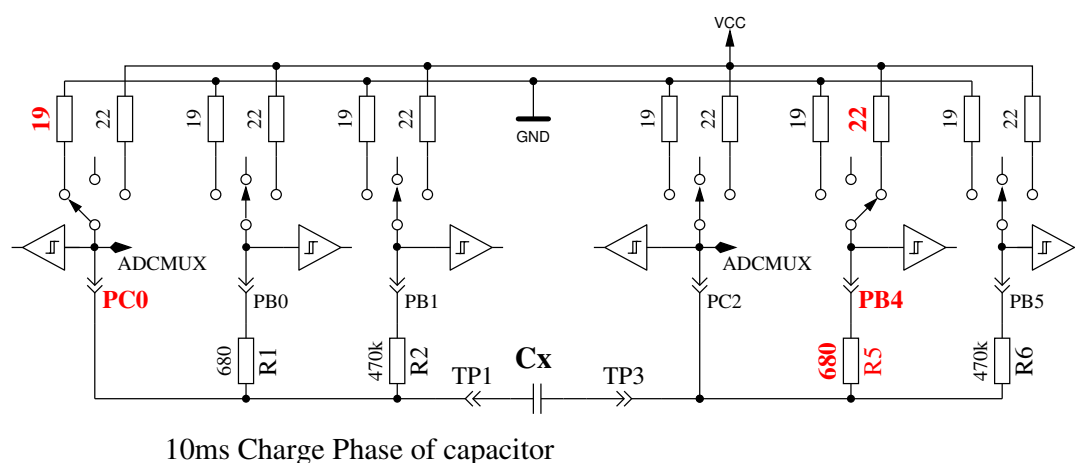 VCC
19 22 19 22 19 22 19 22 19 22 19 22
GND
ADCMUX ADCMUX
PC0 PB0 PB1 PC2 PB4 PB5
680 R1 470k R2 680 R5 470k R6
TP1 Cx TP3
10ms Charge Phase of capacitor